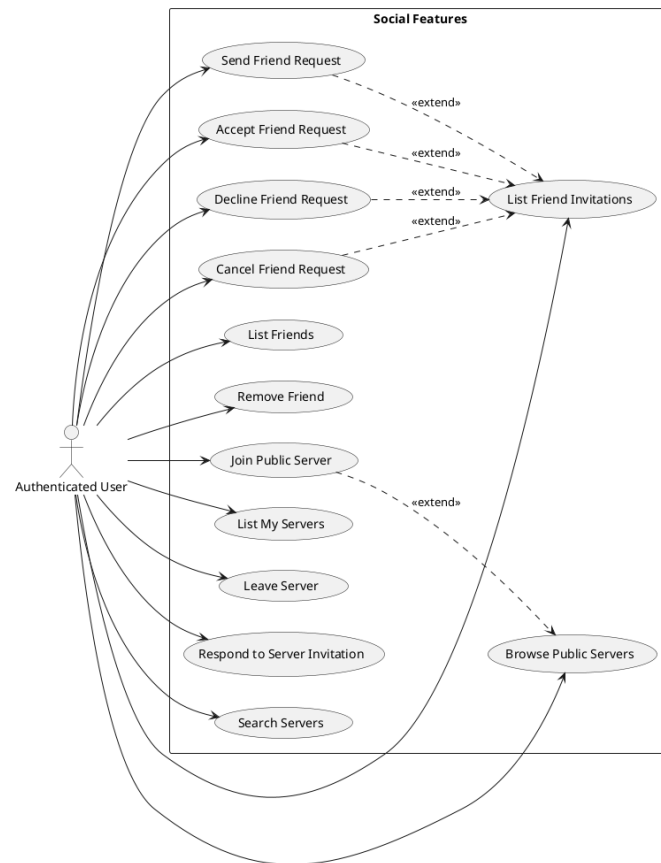 Social Features
Send Friend Request
«extend»
Accept Friend Request
«extend»
Decline Friend Request
«extend»
List Friend Invitations
«extend»
Cancel Friend Request
List Friends
Remove Friend
Join Public Server
Authenticated User
«extend»
List My Servers
Leave Server
Respond to Server Invitation
Browse Public Servers
Search Servers